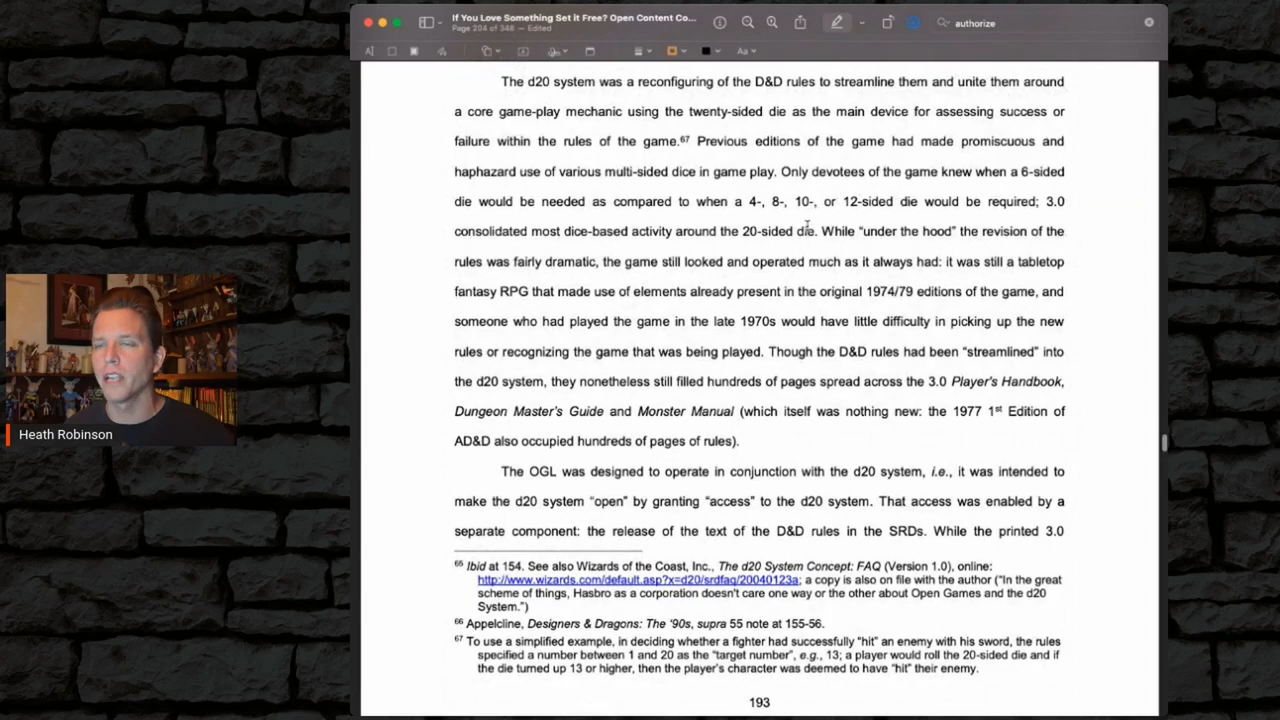 If You Love Something Set it Free? Open Content Co...
Page 204 of 348 — Edited
authorize
Aa
The d20 system was a reconfiguring of the D&D rules to streamline them and unite them around
a core game-play mechanic using the twenty-sided die as the main device for assessing success or
failure within the rules of the game.67 Previous editions of the game had made promiscuous and
haphazard use of various multi-sided dice in game play. Only devotees of the game knew when a 6-sided
die would be needed as compared to when a 4-, 8-, 10-, or 12-sided die would be required; 3.0
consolidated most dice-based activity around the 20-sided die. While “under the hood” the revision of the
rules was fairly dramatic, the game still looked and operated much as it always had: it was still a tabletop
fantasy RPG that made use of elements already present in the original 1974/79 editions of the game, and
someone who had played the game in the late 1970s would have little difficulty in picking up the new
rules or recognizing the game that was being played. Though the D&D rules had been “streamlined” into
the d20 system, they nonetheless still filled hundreds of pages spread across the 3.0 Player's Handbook,
Dungeon Master's Guide and Monster Manual (which itself was nothing new: the 1977 1st Edition of
AD&D also occupied hundreds of pages of rules).
The OGL was designed to operate in conjunction with the d20 system, i.e., it was intended to
make the d20 system “open” by granting “access” to the d20 system. That access was enabled by a
separate component: the release of the text of the D&D rules in the SRDs. While the printed 3.0
65 Ibid at 154. See also Wizards of the Coast, Inc., The d20 System Concept: FAQ (Version 1.0), online:
http://www.wizards.com/default.asp?x=d20/srdfaq/20040123a; a copy is also on file with the author (“In the great
scheme of things, Hasbro as a corporation doesn't care one way or the other about Open Games and the d20
System.”)
66 Appelcline, Designers & Dragons: The '90s, supra 55 note at 155-56.
67 To use a simplified example, in deciding whether a fighter had successfully “hit” an enemy with his sword, the rules
specified a number between 1 and 20 as the “target number”, e.g., 13; a player would roll the 20-sided die and if
the die turned up 13 or higher, then the player's character was deemed to have “hit” their enemy.
193
Heath Robinson